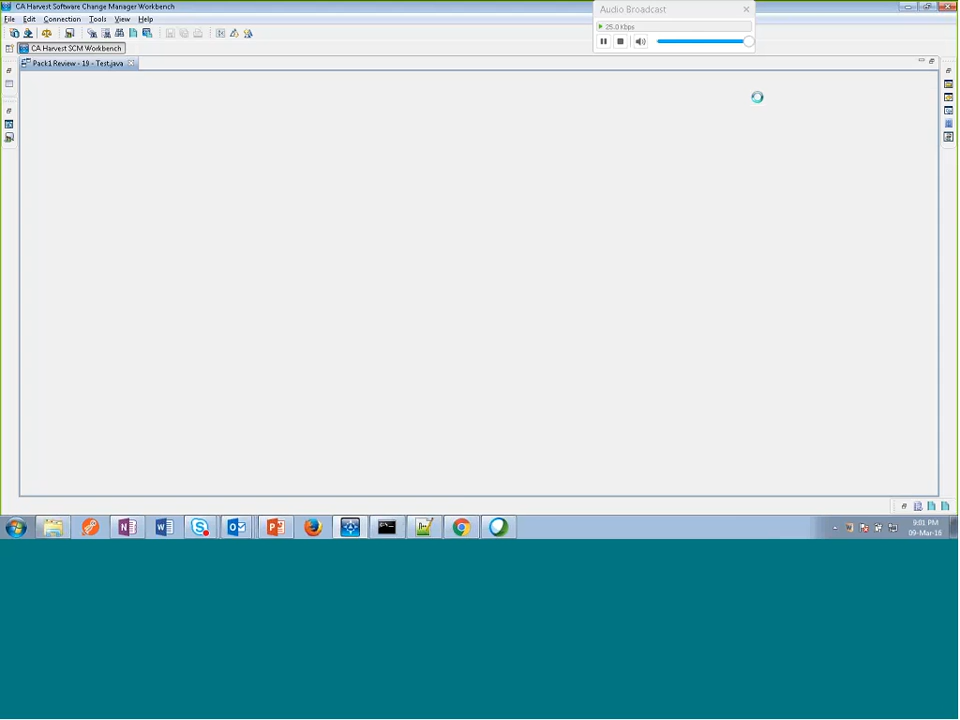 CA Harvest Software Change Manager Workbench
File Edit Connection Tools View Help
CA Harvest SCM Workbench
Pack1 Review - 19 - Test.java
Audio Broadcast
25.0 kbps
9:01 PM
09-Mar-16